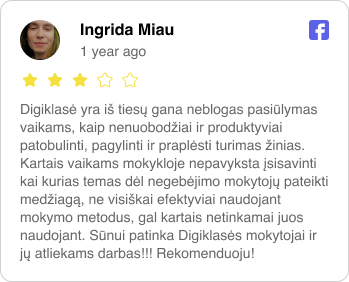 Ingrida Miau
1 year ago
Digiklasė yra iš tiesų gana neblogas pasiūlymas
vaikams, kaip nenuobodžiai ir produktyviai
patobulinti, pagylinti ir praplėsti turimas žinias.
Kartais vaikams mokykloje nepavyksta įsisavinti
kai kurias temas dėl negebėjimo mokytojų pateikti
medžiagą, ne visiškai efektyviai naudojant
mokymo metodus, gal kartais netinkamai juos
naudojant. Sūnui patinka Digiklasės mokytojai ir
jų atliekams darbas!!! Rekomenduoju!